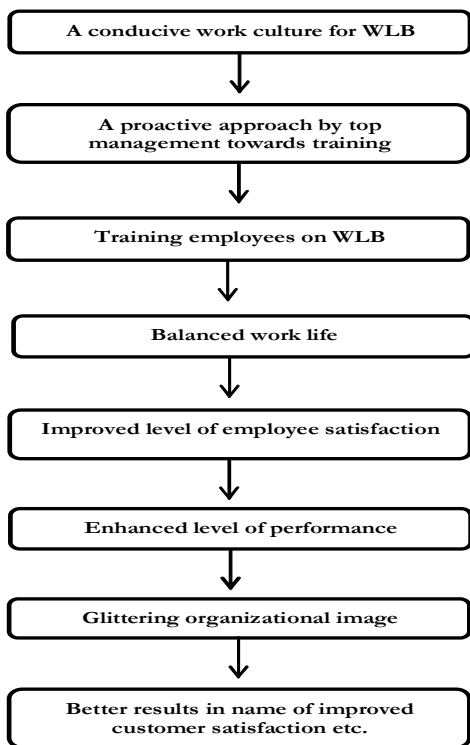 A conducive work culture for WLB
A proactive approach by top
management towards training
Training employees on WLB
Balanced work life
Improved level of employee satisfaction
Enhanced level of performance
Glittering organizational image
Better results in name of improved
customer satisfaction etc.